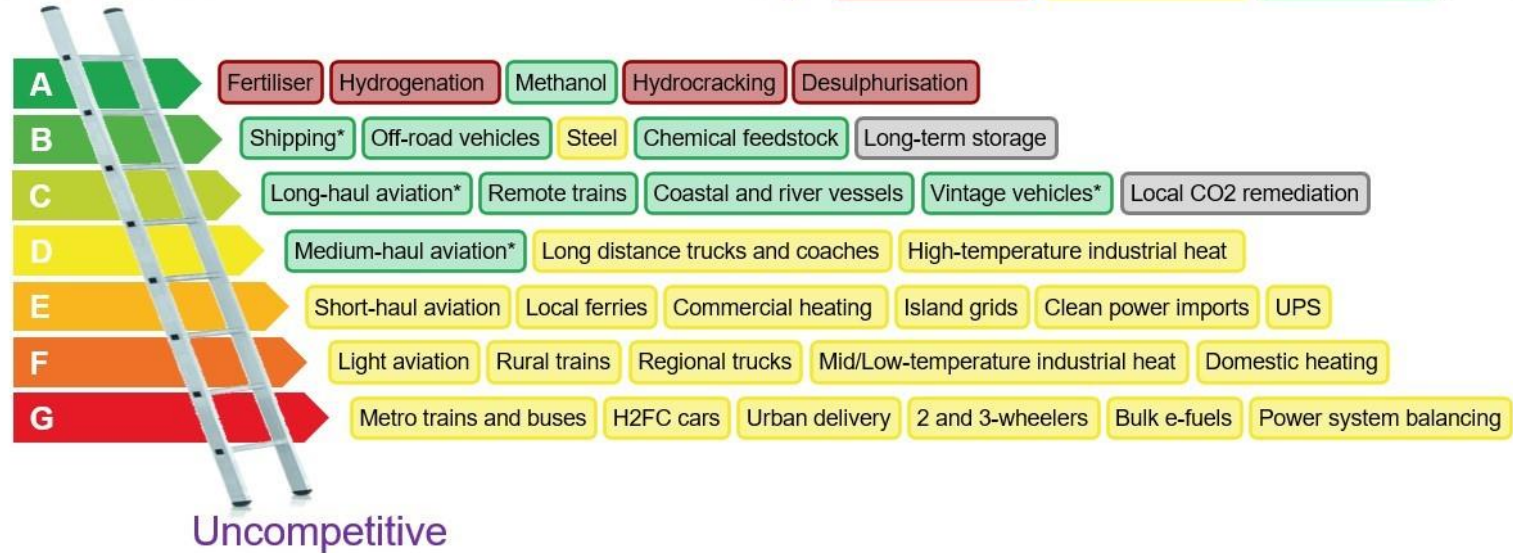 A Fertiliser Hydrogenation Methanol Hydrocracking Desulphurisation
B Shipping* Off-road vehicles Steel Chemical feedstock Long-term storage
C Long-haul aviation* Remote trains Coastal and river vessels Vintage vehicles* Local CO2 remediation
D Medium-haul aviation* Long distance trucks and coaches High-temperature industrial heat
E Short-haul aviation Local ferries Commercial heating Island grids Clean power imports UPS
F Light aviation Rural trains Regional trucks Mid/Low-temperature industrial heat Domestic heating
G Metro trains and buses H2FC cars Urban delivery 2 and 3-wheelers Bulk e-fuels Power system balancing
Uncompetitive